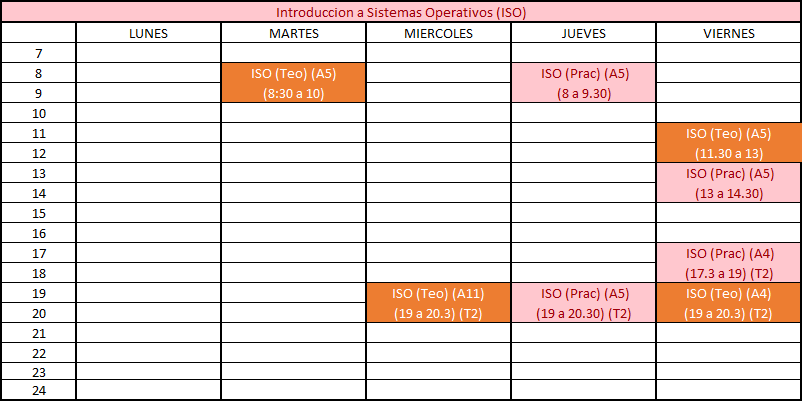 Introduccion a Sistemas Operativos (ISO)
LUNES MARTES MIERCOLES JUEVES VIERNES
7
8 ISO (Teo) (A5) ISO (Prac) (A5)
9 (8:30 a 10) (8 a 9.30)
10
11 ISO (Teo) (A5)
12 (11.30 a 13)
13 ISO (Prac) (A5)
14 (13 a 14.30)
15
16
17 ISO (Prac) (A4)
18 (17.3 a 19) (T2)
19 ISO (Teo) (A11) ISO (Prac) (A5) ISO (Teo) (A4)
20 (19 a 20.3) (T2) (19 a 20.30) (T2) (19 a 20.3) (T2)
21
22
23
24